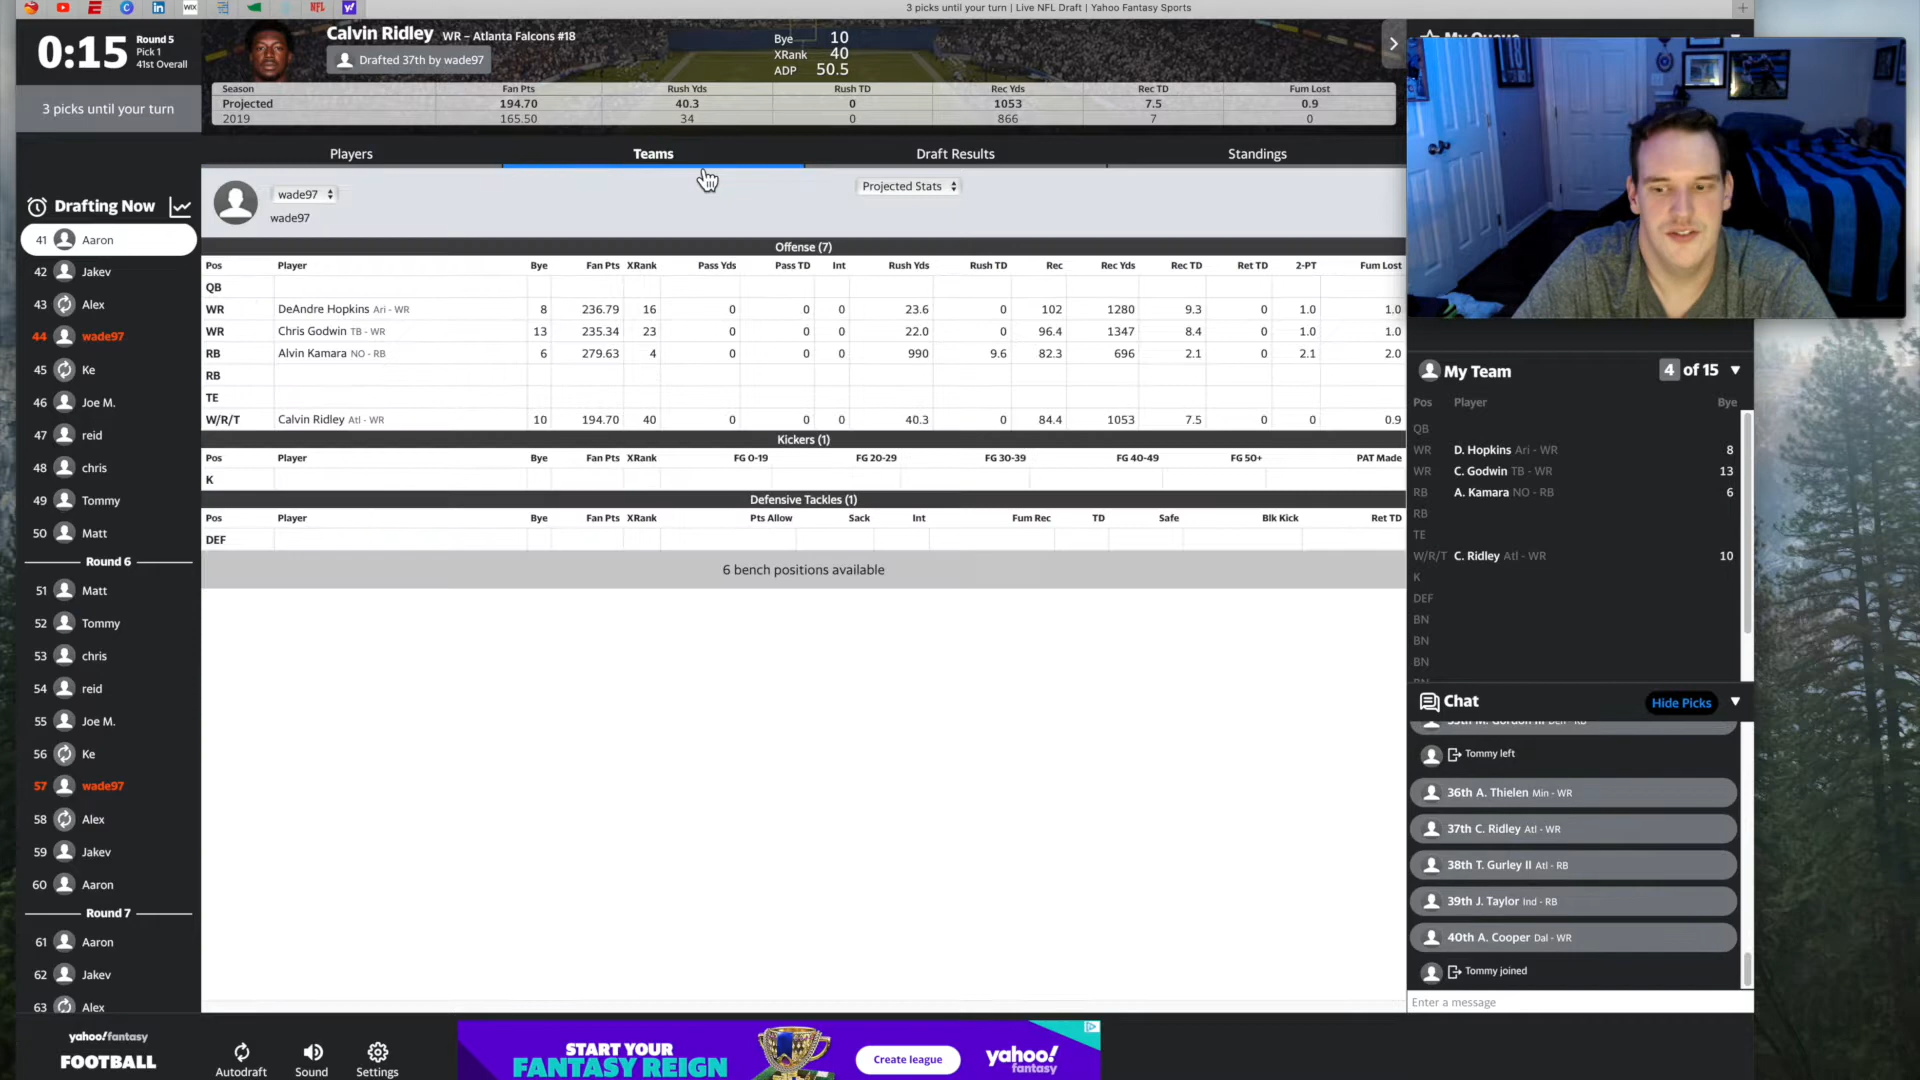 3 picks until your turn | Live NFL Draft | Yahoo Fantasy Sports
0:15
Round 5
Pick 1
41st Overall
3 picks until your turn
Calvin Ridley WR – Atlanta Falcons #18
Drafted 37th by wade97
Bye 10
XRank 40
ADP 50.5
Season Fan Pts Rush Yds Rush TD Rec Yds Rec TD Fum Lost
Projected 194.70 40.3 0 1053 7.5 0.9
2019 165.50 34 0 866 7 0
Players Teams Draft Results Standings
wade97
wade97
Projected Stats
Offense (7)
Pos Player Bye Fan Pts XRank Pass Yds Pass TD Int Rush Yds Rush TD Rec Rec Yds Rec TD Ret TD 2-PT Fum Lost
QB
WR DeAndre Hopkins Ari - WR 8 236.79 16 0 0 0 23.6 0 102 1280 9.3 0 1.0 1.0
WR Chris Godwin TB - WR 13 235.34 23 0 0 0 22.0 0 96.4 1347 8.4 0 1.0 1.0
RB Alvin Kamara NO - RB 6 279.63 4 0 0 0 990 9.6 82.3 696 2.1 0 2.1 2.0
RB
TE
W/R/T Calvin Ridley Atl - WR 10 194.70 40 0 0 0 40.3 0 84.4 1053 7.5 0 0 0.9
Kickers (1)
Pos Player Bye Fan Pts XRank FG 0-19 FG 20-29 FG 30-39 FG 40-49 FG 50+ PAT Made
K
Defensive Tackles (1)
Pos Player Bye Fan Pts XRank Pts Allow Sack Int Fum Rec TD Safe Blk Kick Ret TD
DEF
6 bench positions available
Drafting Now
41 Aaron
42 Jakev
43 Alex
44 wade97
45 Ke
46 Joe M.
47 reid
48 chris
49 Tommy
50 Matt
Round 6
51 Matt
52 Tommy
53 chris
54 reid
55 Joe M.
56 Ke
57 wade97
58 Alex
59 Jakev
60 Aaron
Round 7
61 Aaron
62 Jakev
63 Alex
My Queue
My Team 4 of 15
Pos Player Bye
QB
WR D. Hopkins Ari - WR 8
WR C. Godwin TB - WR 13
RB A. Kamara NO - RB 6
RB
TE
W/R/T C. Ridley Atl - WR 10
K
DEF
BN
BN
BN
Chat Hide Picks
Tommy left
36th A. Thielen Min - WR
37th C. Ridley Atl - WR
38th T. Gurley II Atl - RB
39th J. Taylor Ind - RB
40th A. Cooper Dal - WR
Tommy joined
Enter a message
yahoo!fantasy
FOOTBALL
Autodraft Sound Settings
START YOUR
FANTASY REIGN
Create league
yahoo!
fantasy